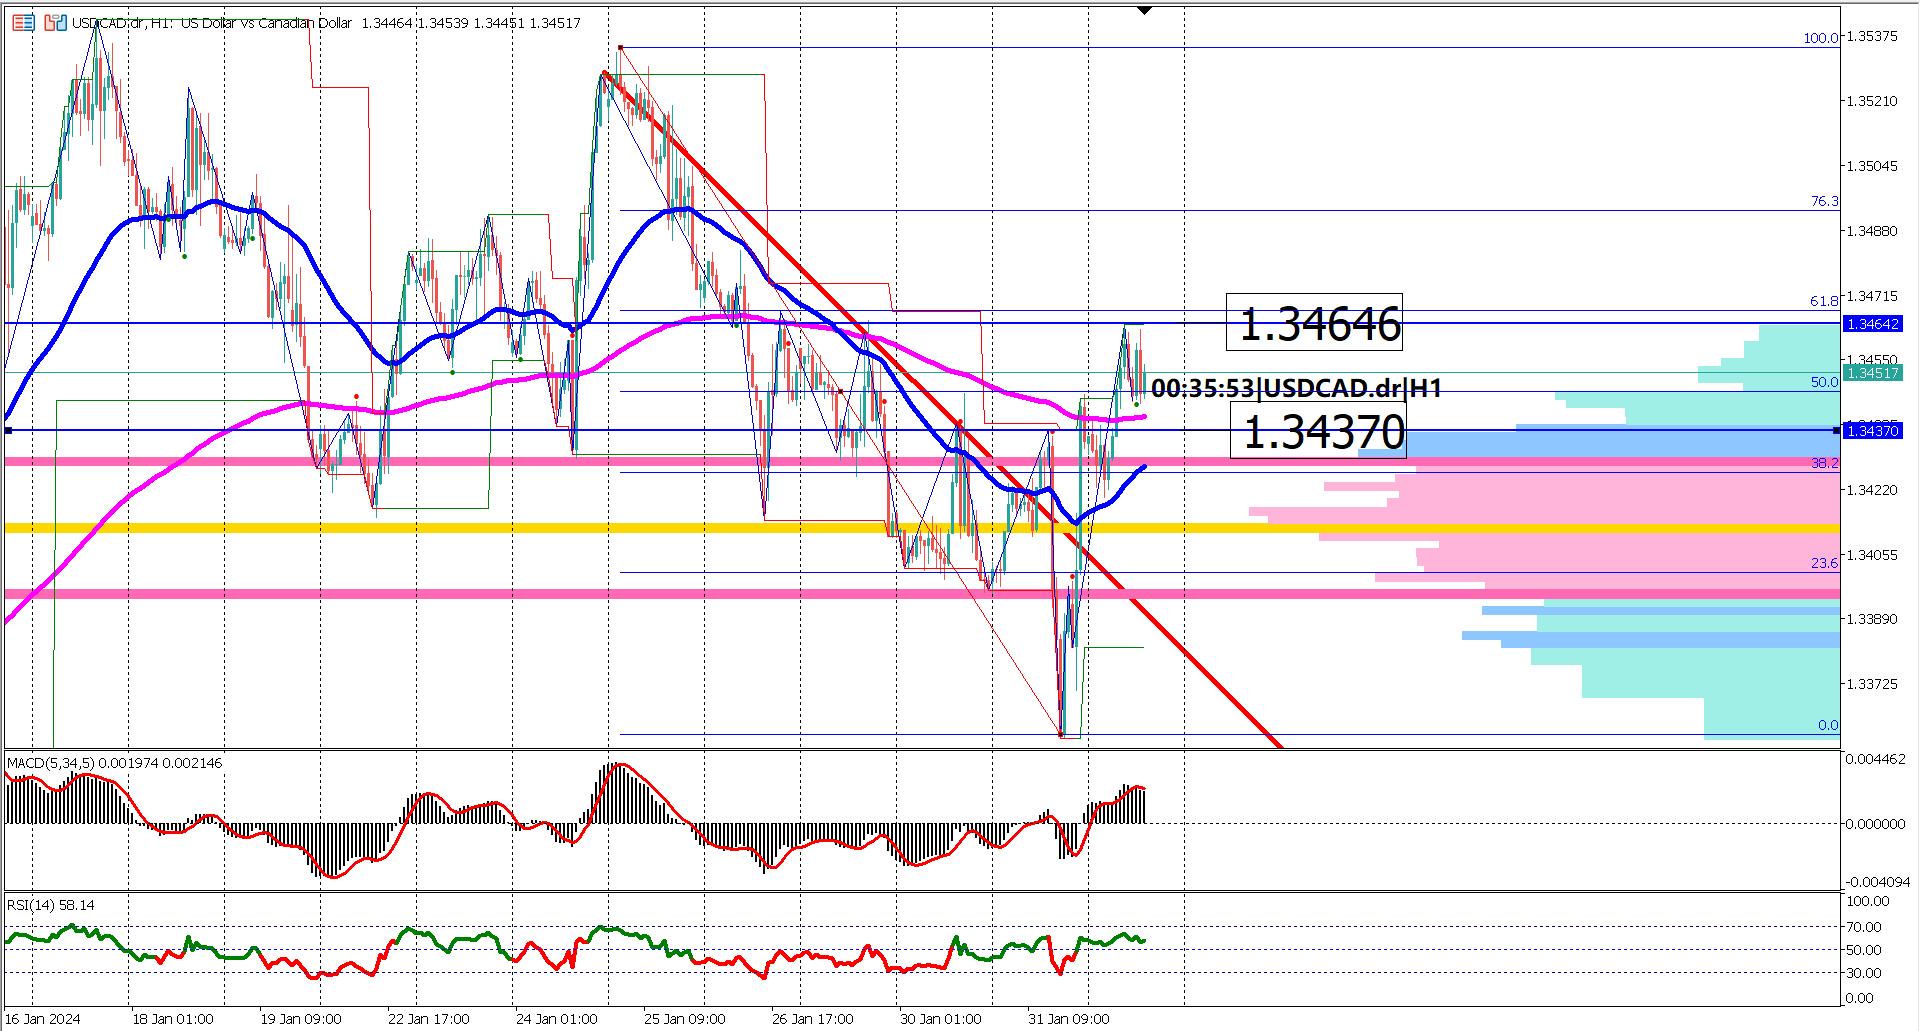 USDCAD.dr, H1: US Dollar vs Canadian Dollar 1.34464 1.34539 1.34451 1.34517
100.0
1.35375
1.35210
1.35045
76.3
1.34880
61.8
1.34715
1.34646
1.34642
1.34550
1.34517
50.0
00:35:53|USDCAD.dr|H1
1.34370
1.34370
38.2
1.34220
1.34055
23.6
1.33890
1.33725
0.0
MACD(5,34,5) 0.001974 0.002146
0.004462
0.000000
-0.004094
RSI(14) 58.14
100.00
70.00
50.00
30.00
0.00
16 Jan 2024
18 Jan 01:00
19 Jan 09:00
22 Jan 17:00
24 Jan 01:00
25 Jan 09:00
26 Jan 17:00
30 Jan 01:00
31 Jan 09:00